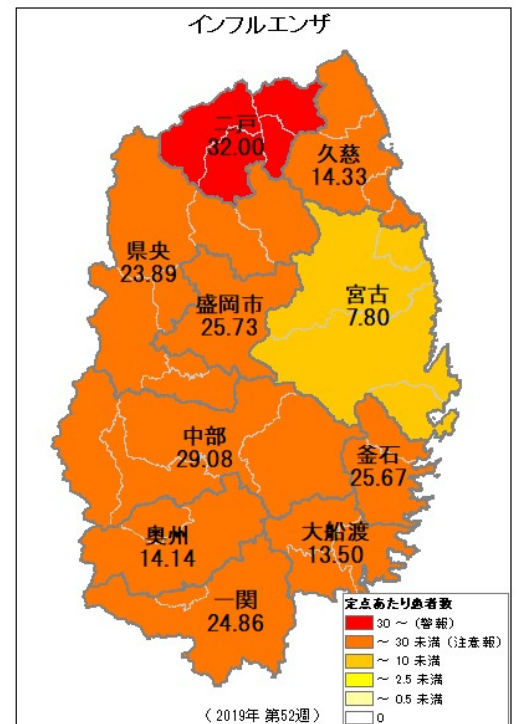 インフルエンザ
二戸
32.00
久慈
14.33
県央
23.89
盛岡市
25.73
宮古
7.80
中部
29.08
釜石
25.67
奥州
14.14
大船渡
13.50
一関
24.86
定点あたり患者数
30 ～ (警報)
～ 30 未満 (注意報)
～ 10 未満
～ 2.5 未満
～ 0.5 未満
0
( 2019年 第52週 )